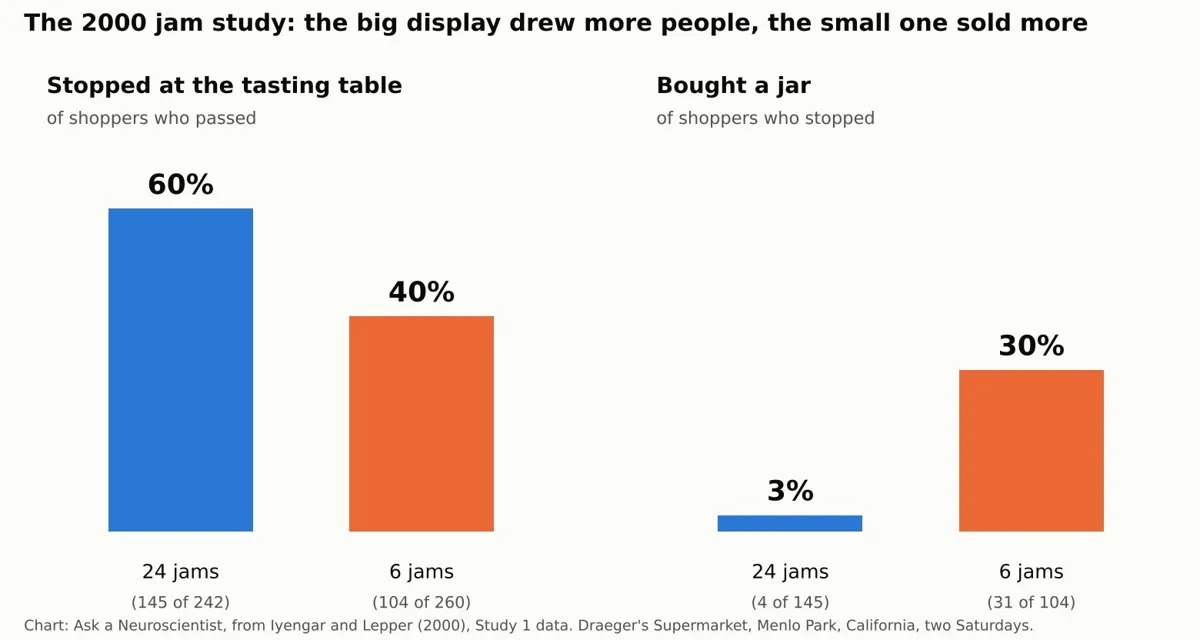 The 2000 jam study: the big display drew more people, the small one sold more
Stopped at the tasting table
of shoppers who passed
60%
40%
24 jams
(145 of 242)
6 jams
(104 of 260)
Bought a jar
of shoppers who stopped
3%
30%
24 jams
(4 of 145)
6 jams
(31 of 104)
Chart: Ask a Neuroscientist, from Iyengar and Lepper (2000), Study 1 data. Draeger's Supermarket, Menlo Park, California, two Saturdays.